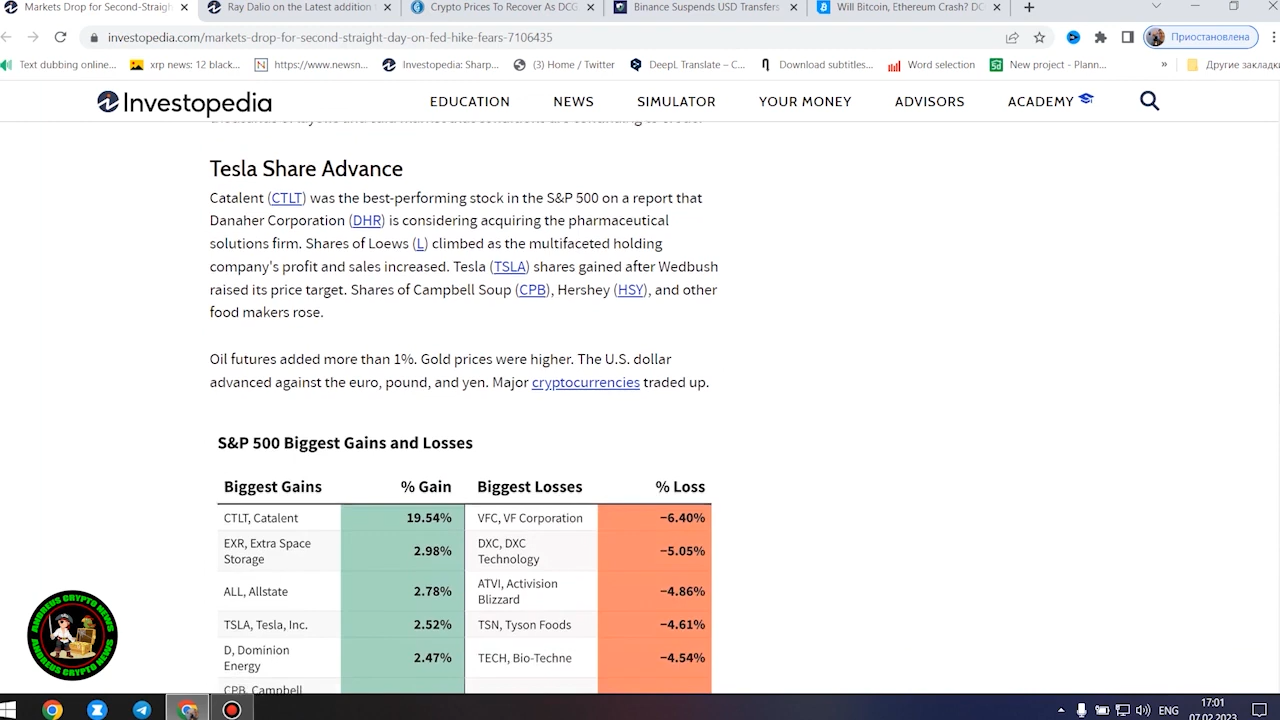 Markets Drop for Second-Straigh
Ray Dalio on the Latest addition t
Crypto Prices To Recover As DCG
Binance Suspends USD Transfers
Will Bitcoin, Ethereum Crash? DC
investopedia.com/markets-drop-for-second-straight-day-on-fed-hike-fears-7106435
Приостановлена
Text dubbing online...
xrp news: 12 black...
https://www.newsn...
Investopedia: Sharp...
(3) Home / Twitter
DeepL Translate – C...
Download subtitles...
Word selection
New project - Plann...
»
Другие закладки
Investopedia
EDUCATION
NEWS
SIMULATOR
YOUR MONEY
ADVISORS
ACADEMY
Tesla Share Advance
Catalent (CTLT) was the best-performing stock in the S&P 500 on a report that
Danaher Corporation (DHR) is considering acquiring the pharmaceutical
solutions firm. Shares of Loews (L) climbed as the multifaceted holding
company's profit and sales increased. Tesla (TSLA) shares gained after Wedbush
raised its price target. Shares of Campbell Soup (CPB), Hershey (HSY), and other
food makers rose.
Oil futures added more than 1%. Gold prices were higher. The U.S. dollar
advanced against the euro, pound, and yen. Major cryptocurrencies traded up.
S&P 500 Biggest Gains and Losses
Biggest Gains % Gain Biggest Losses % Loss
CTLT, Catalent 19.54% VFC, VF Corporation −6.40%
EXR, Extra Space
Storage
2.98%
DXC, DXC
Technology
−5.05%
ALL, Allstate 2.78%
ATVI, Activision
Blizzard
−4.86%
TSLA, Tesla, Inc. 2.52% TSN, Tyson Foods −4.61%
D, Dominion
Energy
2.47% TECH, Bio-Techne −4.54%
CPB, Campbell
ANDREUS CRYPTO NEWS
ANDREUS CRYPTO NEWS
ENG
17:01
07.02.2023